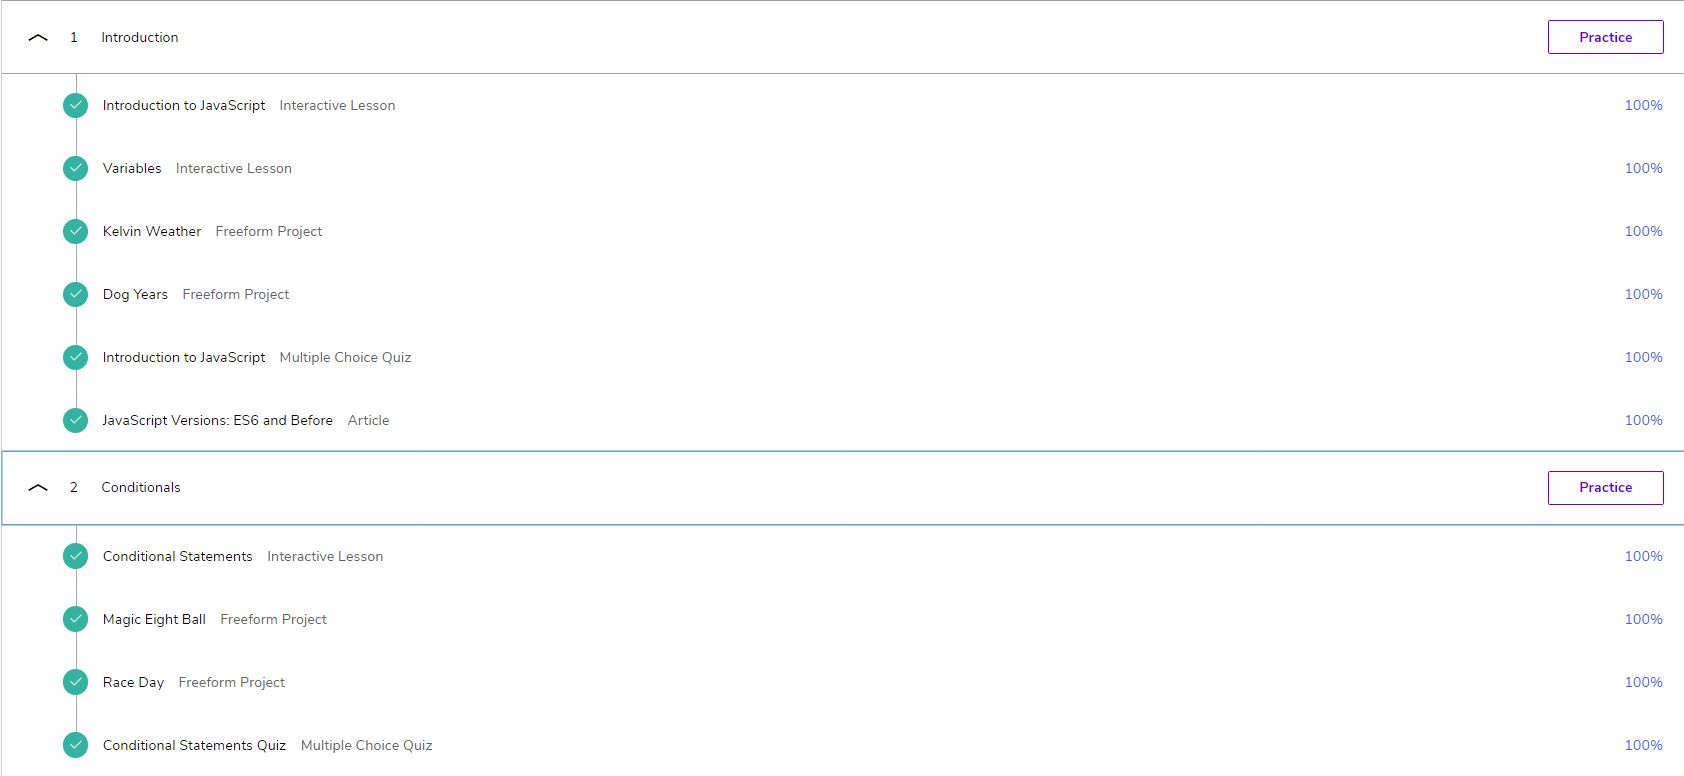 1 Introduction Practice
Introduction to JavaScript Interactive Lesson 100%
Variables Interactive Lesson 100%
Kelvin Weather Freeform Project 100%
Dog Years Freeform Project 100%
Introduction to JavaScript Multiple Choice Quiz 100%
JavaScript Versions: ES6 and Before Article 100%
2 Conditionals Practice
Conditional Statements Interactive Lesson 100%
Magic Eight Ball Freeform Project 100%
Race Day Freeform Project 100%
Conditional Statements Quiz Multiple Choice Quiz 100%